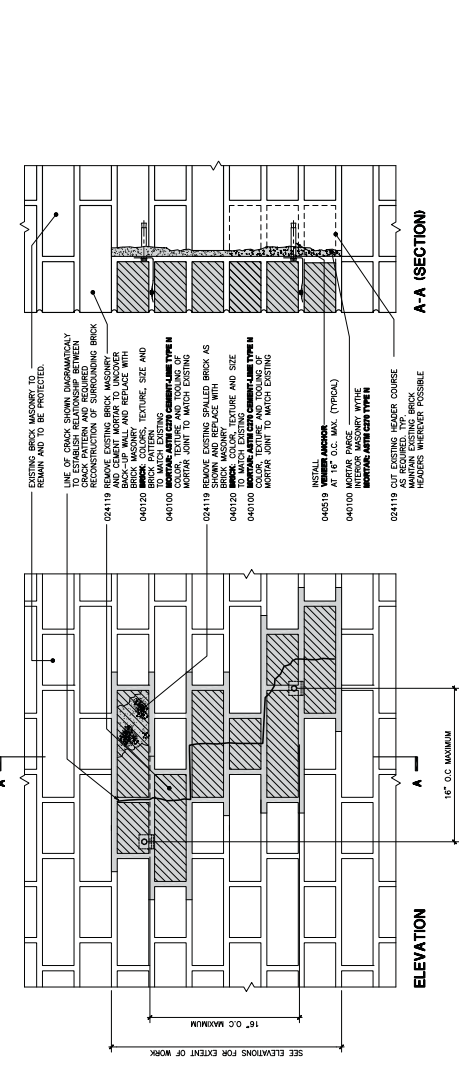 EXISTING BRICK MASONRY TO
REMAIN AND TO BE PROTECTED.
LINE OF CRACK SHOWN DIAGRAMATICALY
TO ESTABLISH RELATIONSHIP BETWEEN
CRACK PATTERN AND REQUIRED
RECONSTRUCTION OF SURROUNDING BRICK
024119 REMOVE EXISTING BRICK MASONRY
AND CEMENT MORTAR TO UNCOVER
BACK-UP WALL AND REPLACE WITH
BRICK MASONRY
040120 BRICK: COLORS, TEXTURE, SIZE AND
BRICK PATTERN
TO MATCH EXISTING
040100 MORTAR: ASTM C270 CEMENT-LIME TYPE N
COLOR, TEXTURE AND TOOLING OF
MORTAR JOINT TO MATCH EXISTING
024119 REMOVE EXISTING SPALLED BRICK AS
SHOWN AND REPLACE WITH
BRICK MASONRY
040120 BRICK: COLOR, TEXTURE AND SIZE
TO MATCH EXISTING
040100 MORTAR: ASTM C270 CEMENT-LIME TYPE N
COLOR, TEXTURE AND TOOLING OF
MORTAR JOINT TO MATCH EXISTING
INSTALL
040519 VENEER ANCHOR
AT 16" O.C. MAX. (TYPICAL)
040100 MORTAR PARGE
INTERIOR MASONRY WYTHE
MORTAR: ASTM C270 TYPE N
024119 CUT EXISTING HEADER COURSE
AS REQUIRED, TYP.
MAINTAIN EXISTING BRICK
HEADERS WHEREVER POSSIBLE
A
A
16" O.C MAXIMUM
16" O.C MAXIMUM
SEE ELEVATIONS FOR EXTENT OF WORK
ELEVATION
A-A (SECTION)